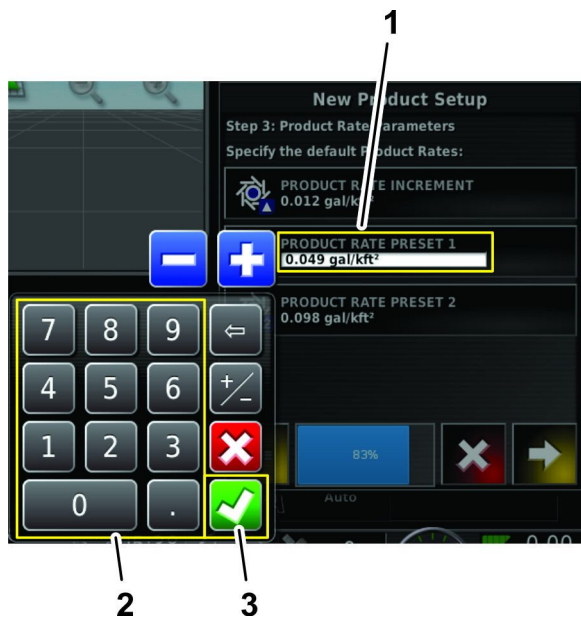 1
New Product Setup
Step 3: Product Rate Parameters
Specify the default Product Rates:
PRODUCT RATE INCREMENT
0.012 gal/kft²
PRODUCT RATE PRESET 1
0.049 gal/kft²
PRODUCT RATE PRESET 2
0.098 gal/kft²
7 8 9
4 5 6 +/−
1 2 3
0 .
83%
Auto
0.00
2 3